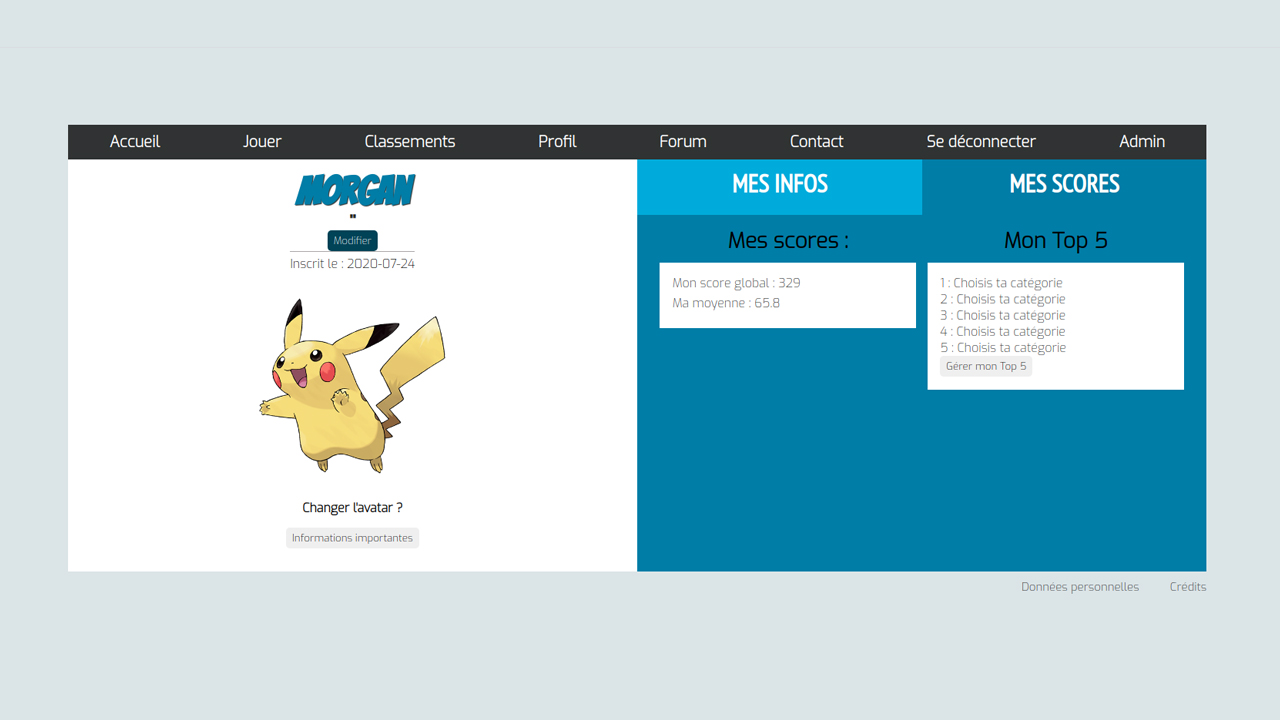 Accueil Jouer Classements Profil Forum Contact Se déconnecter Admin
MORGAN
""
Modifier
Inscrit le : 2020-07-24
Changer l'avatar ?
Informations importantes
MES INFOS MES SCORES
Mes scores :
Mon score global : 329
Ma moyenne : 65.8
Mon Top 5
1 : Choisis ta catégorie
2 : Choisis ta catégorie
3 : Choisis ta catégorie
4 : Choisis ta catégorie
5 : Choisis ta catégorie
Gérer mon Top 5
Données personnelles Crédits